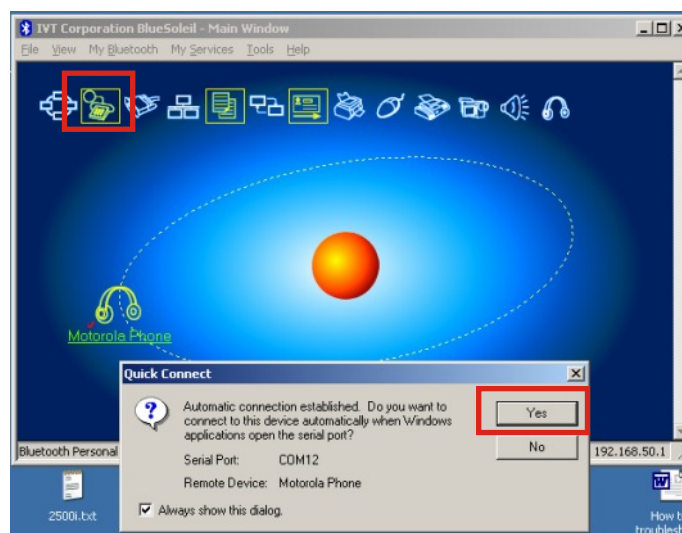 IVT Corporation BlueSoleil - Main Window
File View My Bluetooth My Services Tools Help
Motorola Phone
Quick Connect
Automatic connection established. Do you want to
connect to this device automatically when Windows
applications open the serial port?
Serial Port: COM12
Remote Device: Motorola Phone
Always show this dialog.
Yes
No
Bluetooth Personal
192.168.50.1
2500i.txt
How t
troublesh